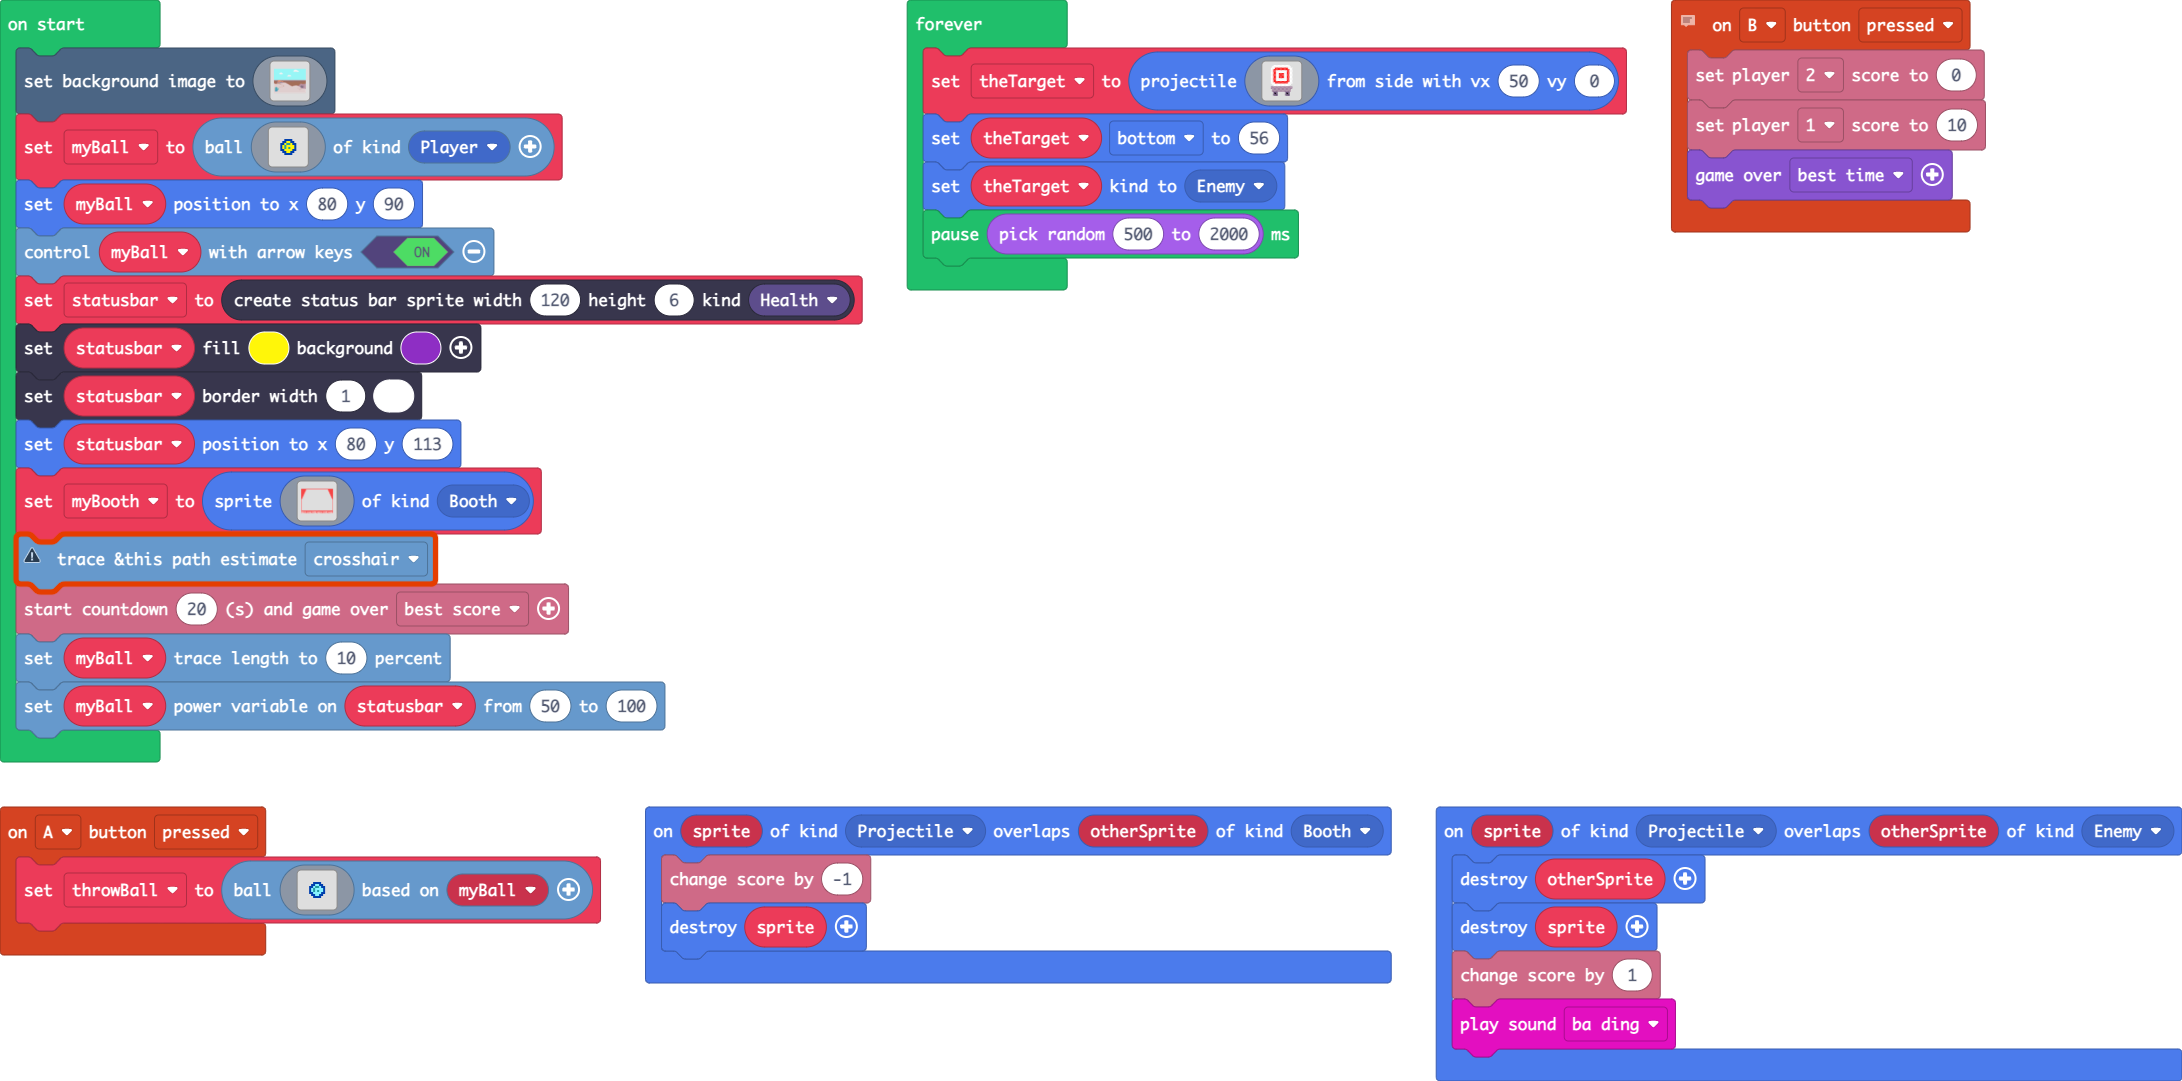 on start
set background image to
set myBall to ball of kind Player
set myBall position to x 80 y 90
control myBall with arrow keys ON
set statusbar to create status bar sprite width 120 height 6 kind Health
set statusbar fill background
set statusbar border width 1
set statusbar position to x 80 y 113
set myBooth to sprite of kind Booth
trace &this path estimate crosshair
start countdown 20 (s) and game over best score
set myBall trace length to 10 percent
set myBall power variable on statusbar from 50 to 100
forever
set theTarget to projectile from side with vx 50 vy 0
set theTarget bottom to 56
set theTarget kind to Enemy
pause pick random 500 to 2000 ms
on B button pressed
set player 2 score to 0
set player 1 score to 10
game over best time
on A button pressed
set throwBall to ball based on myBall
on sprite of kind Projectile overlaps otherSprite of kind Booth
change score by -1
destroy sprite
on sprite of kind Projectile overlaps otherSprite of kind Enemy
destroy otherSprite
destroy sprite
change score by 1
play sound ba ding